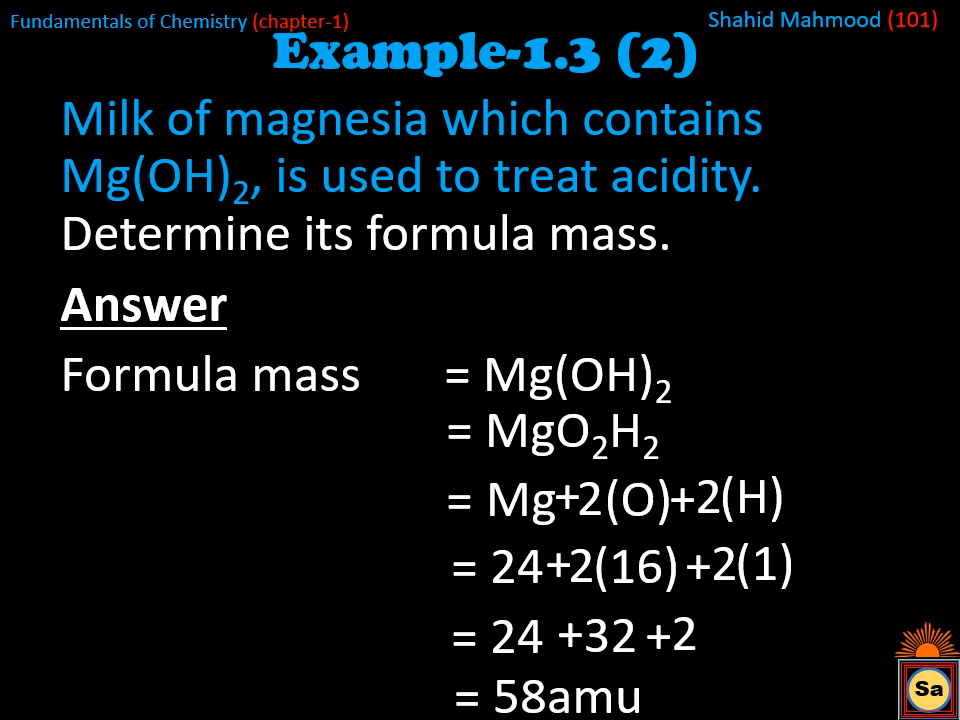 Fundamentals of Chemistry (chapter-1)
Shahid Mahmood (101)
Example-1.3 (2)
Milk of magnesia which contains
Mg(OH)₂, is used to treat acidity.
Determine its formula mass.
Answer
Formula mass = Mg(OH)₂
= MgO₂H₂
= Mg+2(O)+2(H)
= 24+2(16) +2(1)
= 24 +32 +2
= 58amu
Sa